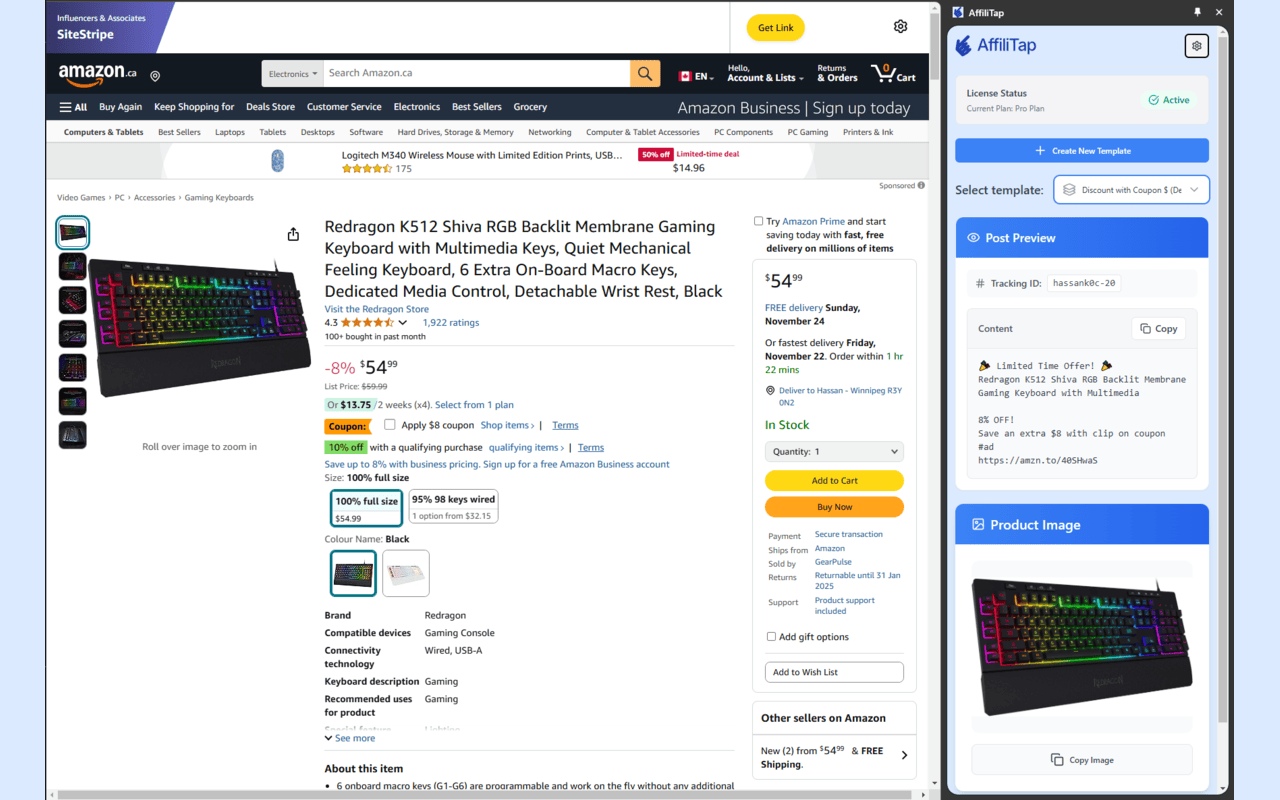 Influencers & Associates
SiteStripe
Get Link
amazon.ca
Electronics
Search Amazon.ca
EN
Hello,
Account & Lists
Returns
& Orders
0
Cart
All
Buy Again
Keep Shopping for
Deals Store
Customer Service
Electronics
Best Sellers
Grocery
Amazon Business | Sign up today
Computers & Tablets
Best Sellers
Laptops
Tablets
Desktops
Software
Hard Drives, Storage & Memory
Networking
Computer & Tablet Accessories
PC Components
PC Gaming
Printers & Ink
Logitech M340 Wireless Mouse with Limited Edition Prints, USB...
175
50% off Limited-time deal
$14.96
Sponsored
Video Games › PC › Accessories › Gaming Keyboards
Roll over image to zoom in
Redragon K512 Shiva RGB Backlit Membrane Gaming
Keyboard with Multimedia Keys, Quiet Mechanical
Feeling Keyboard, 6 Extra On-Board Macro Keys,
Dedicated Media Control, Detachable Wrist Rest, Black
Visit the Redragon Store
4.3 1,922 ratings
100+ bought in past month
-8% $54.99
List Price: $59.99
Or $13.75 /2 weeks (x4). Select from 1 plan
Coupon: Apply $8 coupon Shop items › | Terms
10% off with a qualifying purchase qualifying items › | Terms
Save up to 8% with business pricing. Sign up for a free Amazon Business account
Size: 100% full size
100% full size
$54.99
95% 98 keys wired
1 option from $32.15
Colour Name: Black
Brand Redragon
Compatible devices Gaming Console
Connectivity technology Wired, USB-A
Keyboard description Gaming
Recommended uses for product Gaming
Special feature Lighting
See more
About this item
• 6 onboard macro keys (G1-G6) are programmable and work on the fly without any additional
Try Amazon Prime and start
saving today with fast, free
delivery on millions of items
$54.99
FREE delivery Sunday,
November 24
Or fastest delivery Friday,
November 22. Order within 1 hr
22 mins
Deliver to Hassan - Winnipeg R3Y
0N2
In Stock
Quantity: 1
Add to Cart
Buy Now
Payment Secure transaction
Ships from Amazon
Sold by GearPulse
Returns Returnable until 31 Jan
2025
Support Product support
included
Add gift options
Add to Wish List
Other sellers on Amazon
New (2) from $54.99 & FREE
Shipping.
AffiliTap
AffiliTap
License Status
Current Plan: Pro Plan
Active
Create New Template
Select template:
Discount with Coupon $ (De
Post Preview
Tracking ID: hassank0c-20
Content
Copy
Limited Time Offer!
Redragon K512 Shiva RGB Backlit Membrane
Gaming Keyboard with Multimedia
8% OFF!
Save an extra $8 with clip on coupon
#ad
https://amzn.to/40SHwaS
Product Image
Copy Image